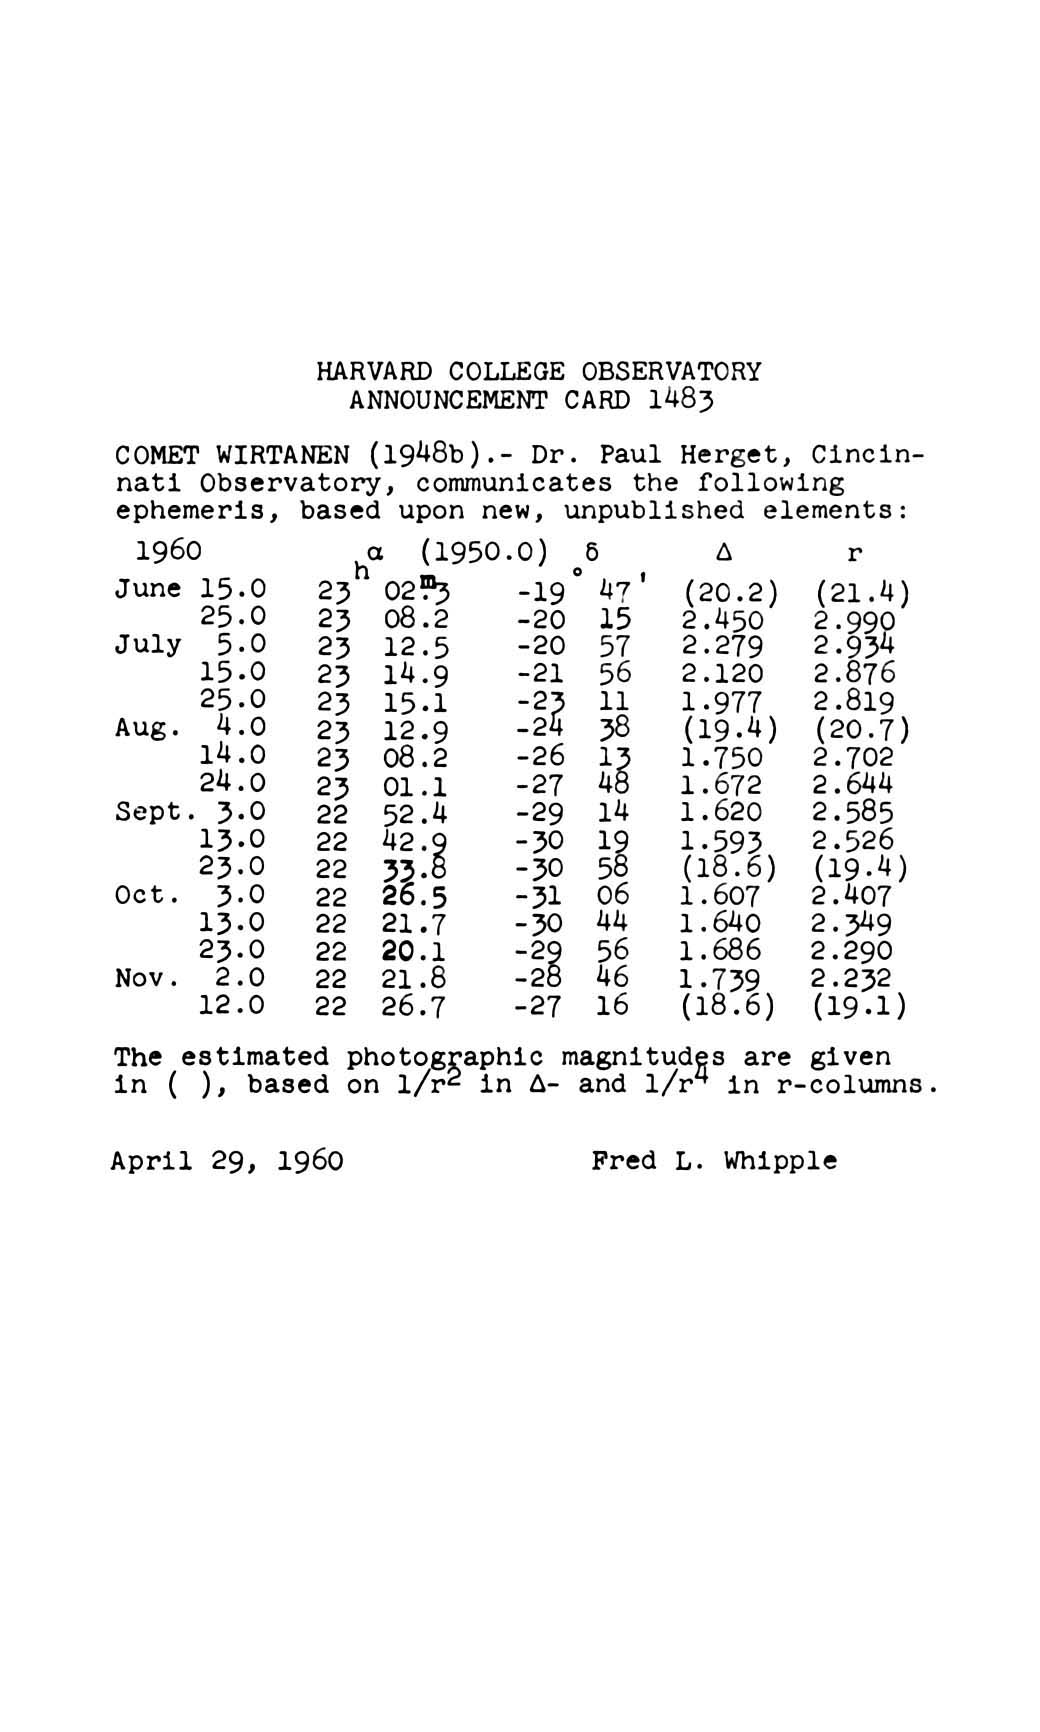 HARVARD COLLEGE OBSERVATORY
ANNOUNCEMENT CARD 1483
COMET WIRTANEN (1948b).- Dr. Paul Herget, Cincin-
nati Observatory, communicates the following
ephemeris, based upon new, unpublished elements:
1960 α (1950.0) δ Δ r
June 15.0 23ʰ 02ᵐ.3 -19° 47' (20.2) (21.4)
25.0 23 08.2 -20 15 2.450 2.990
July 5.0 23 12.5 -20 57 2.279 2.934
15.0 23 14.9 -21 56 2.120 2.876
25.0 23 15.1 -23 11 1.977 2.819
Aug. 4.0 23 12.9 -24 38 (19.4) (20.7)
14.0 23 08.2 -26 13 1.750 2.702
24.0 23 01.1 -27 48 1.672 2.644
Sept. 3.0 22 52.4 -29 14 1.620 2.585
13.0 22 42.9 -30 19 1.593 2.526
23.0 22 33.8 -30 58 (18.6) (19.4)
Oct. 3.0 22 26.5 -31 06 1.607 2.407
13.0 22 21.7 -30 44 1.640 2.349
23.0 22 20.1 -29 56 1.686 2.290
Nov. 2.0 22 21.8 -28 46 1.739 2.232
12.0 22 26.7 -27 16 (18.6) (19.1)
The estimated photographic magnitudes are given
in ( ), based on 1/r² in Δ- and 1/r⁴ in r-columns.
April 29, 1960 Fred L. Whipple